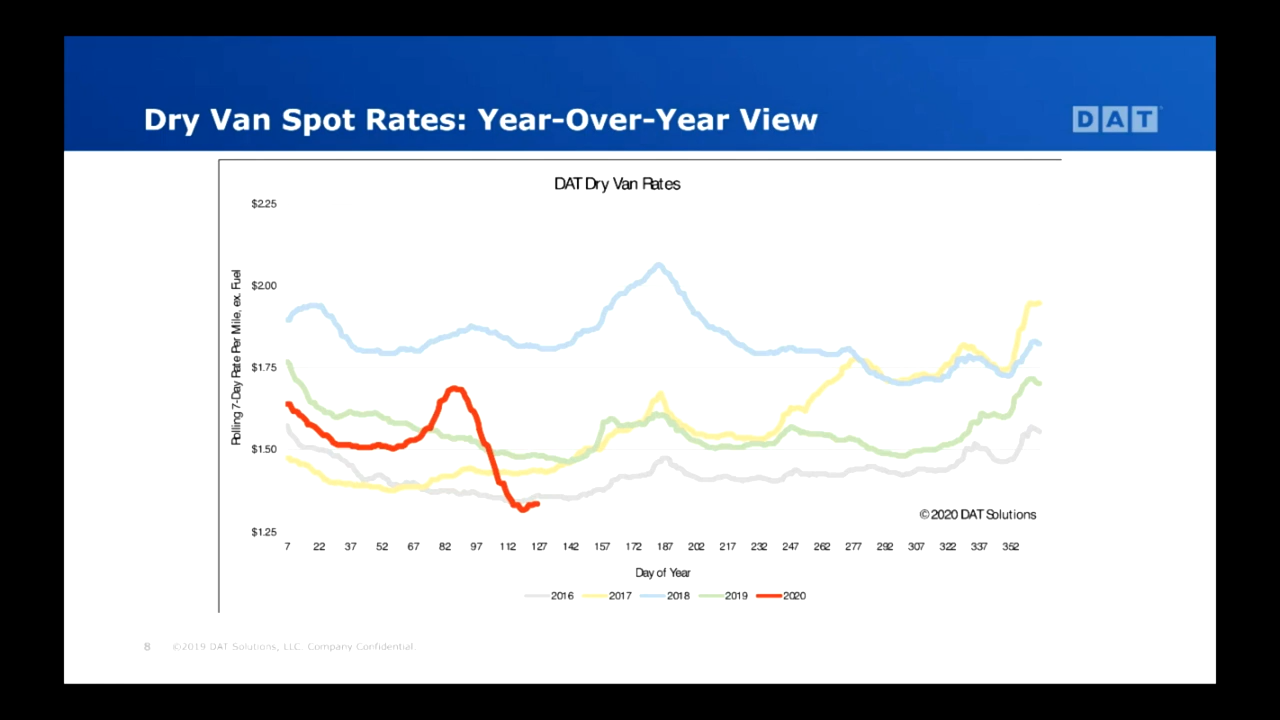 Dry Van Spot Rates: Year-Over-Year View
DAT
DAT Dry Van Rates
$2.25
$2.00
$1.75
$1.50
$1.25
Rolling 7-Day Rate Per Mile, ex. Fuel
©2020 DAT Solutions
7 22 37 52 67 82 97 112 127 142 157 172 187 202 217 232 247 262 277 292 307 322 337 352
Day of Year
2016 2017 2018 2019 2020
8 ©2019 DAT Solutions, LLC. Company Confidential.